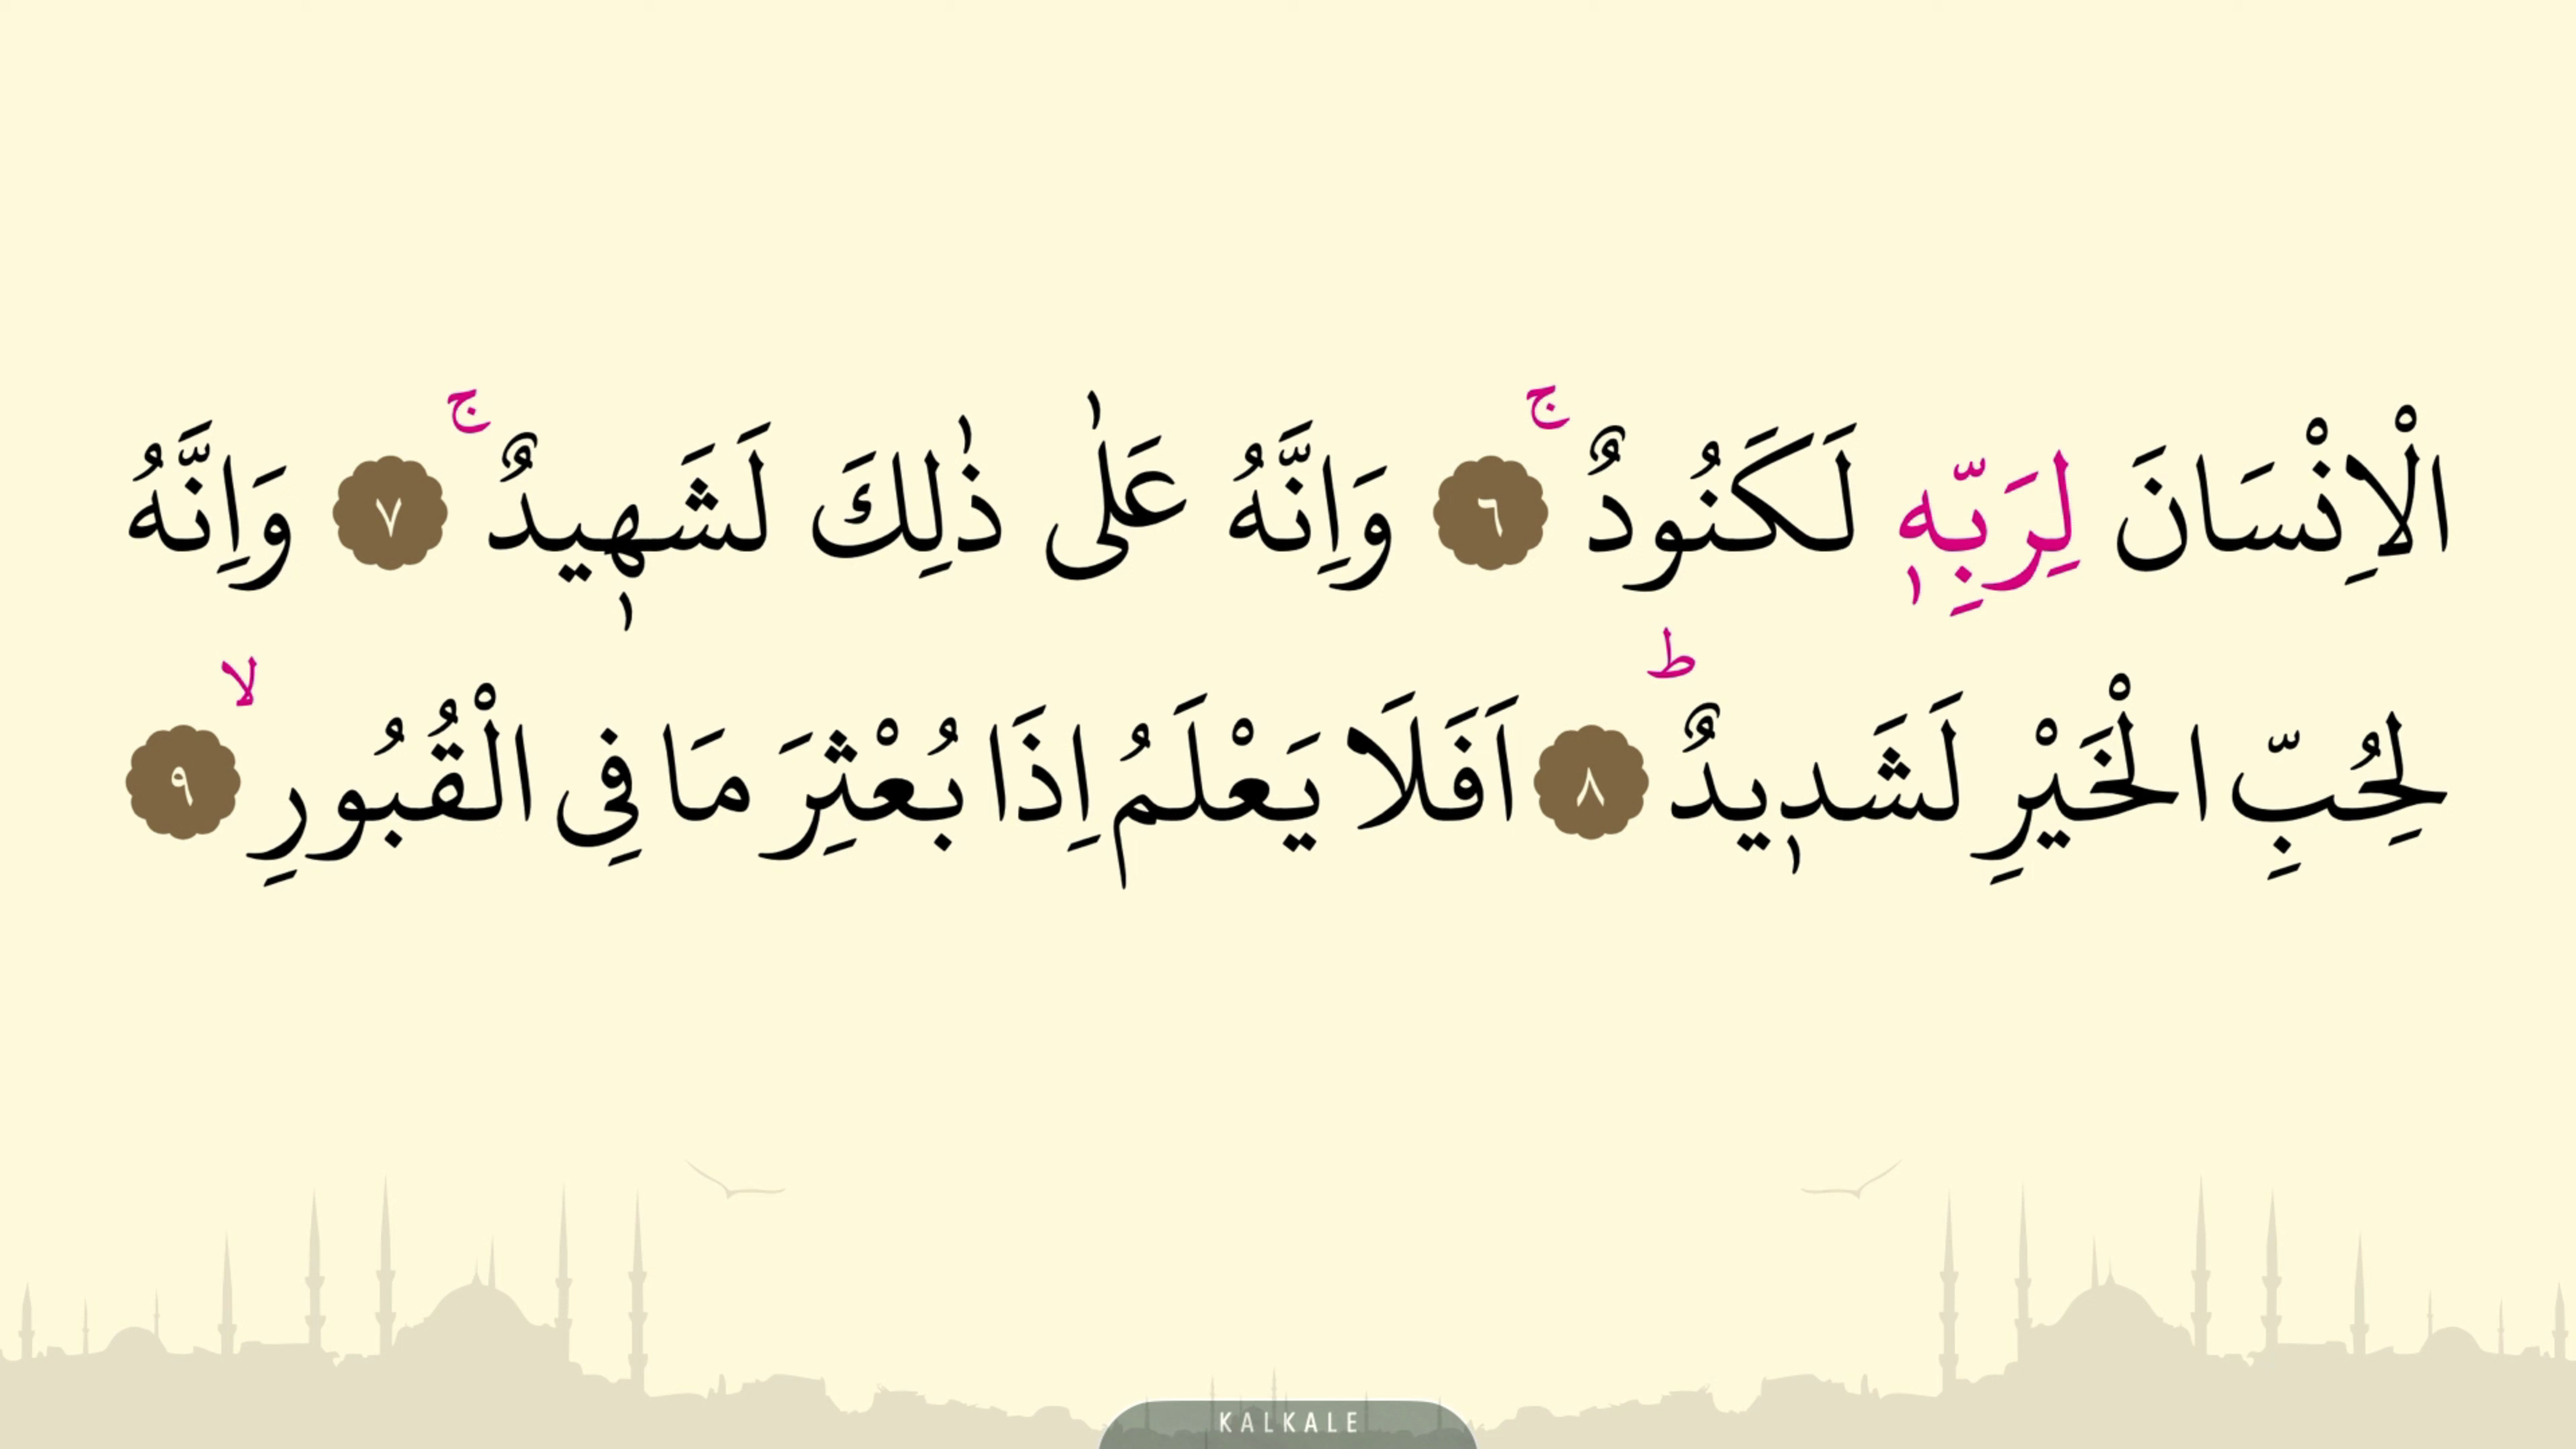 الْاِنْسَانَ لِرَبِّه۪ لَكَنُودٌۚ ﴿٦﴾ وَاِنَّهُ عَلٰى ذٰلِكَ لَشَه۪يدٌۚ ﴿٧﴾ وَاِنَّهُ
لِحُبِّ الْخَيْرِ لَشَد۪يدٌۜ ﴿٨﴾ اَفَلَا يَعْلَمُ اِذَا بُعْثِرَ مَا فِي الْقُبُورِۙ ﴿٩﴾
KALKALE